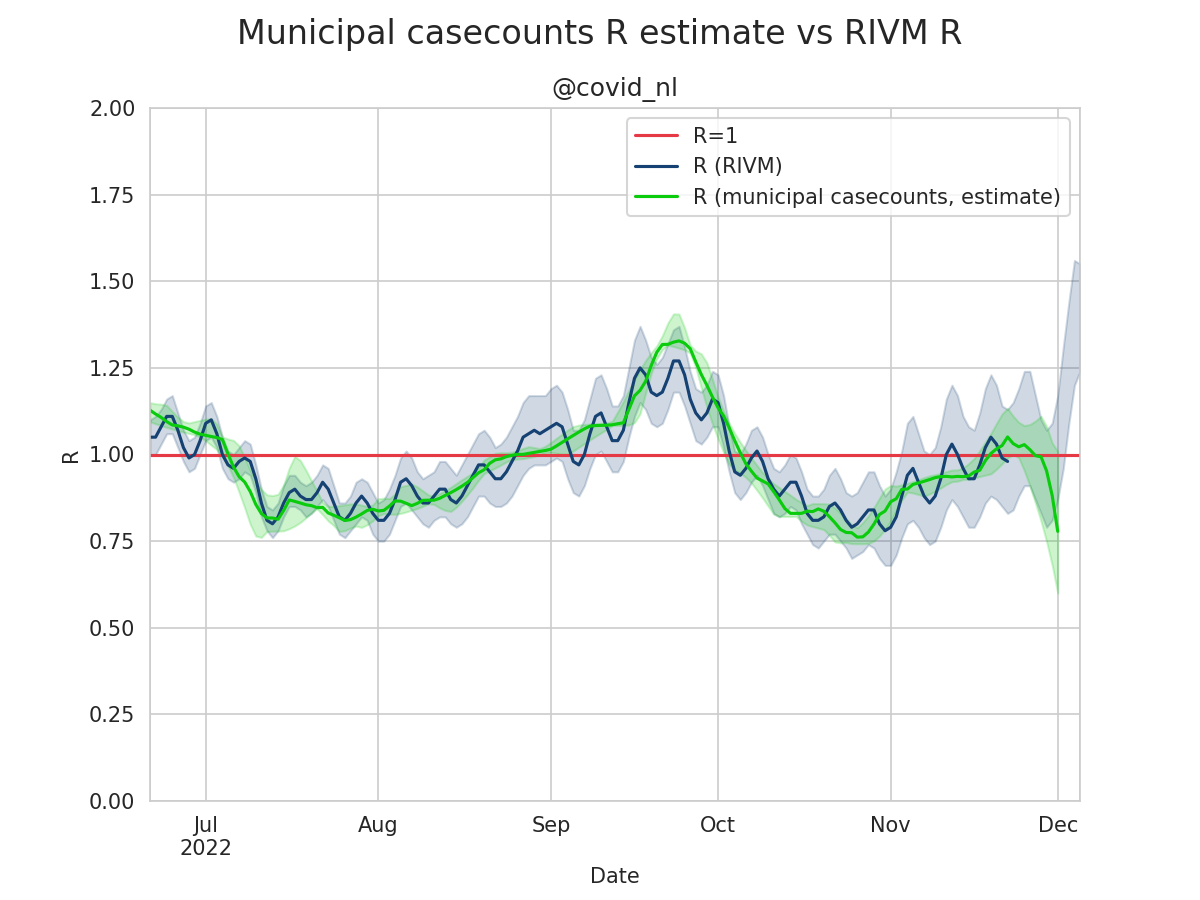 Municipal casecounts R estimate vs RIVM R
@covid_nl
R=1
R (RIVM)
R (municipal casecounts, estimate)
2.00
1.75
1.50
1.25
1.00
0.75
0.50
0.25
0.00
R
Jul
2022
Aug
Sep
Oct
Nov
Dec
Date